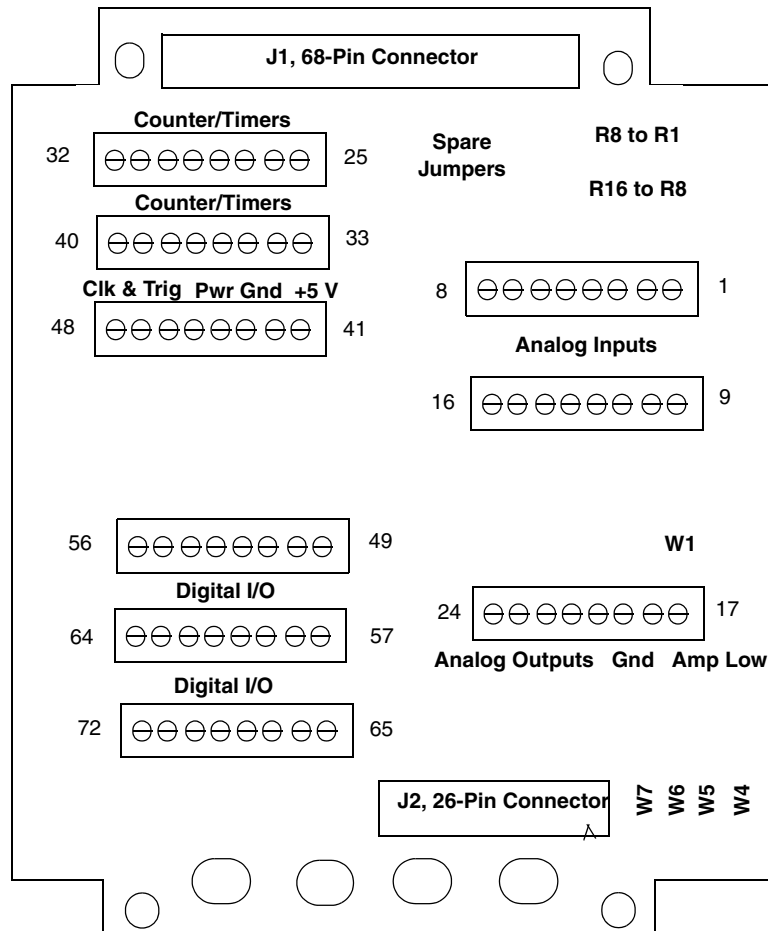 J1, 68-Pin Connector
Counter/Timers
32
25
Spare
Jumpers
R8 to R1
R16 to R8
Counter/Timers
40
33
Clk & Trig Pwr Gnd +5 V
48
41
8
1
Analog Inputs
16
9
56
49
W1
Digital I/O
64
57
24
17
Analog Outputs Gnd Amp Low
Digital I/O
72
65
J2, 26-Pin Connector
W7
W6
W5
W4